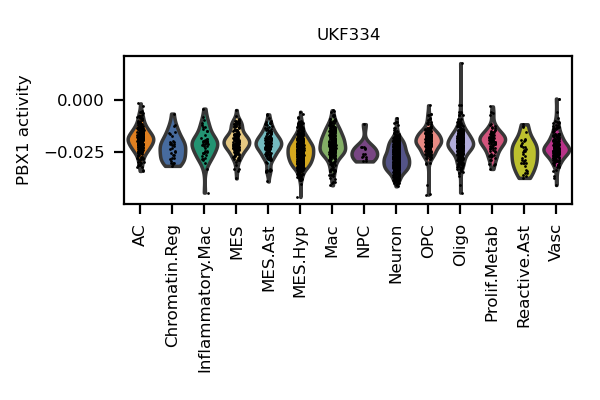 UKF334
PBX1 activity
0.000
−0.025
AC
Chromatin.Reg
Inflammatory.Mac
MES
MES.Ast
MES.Hyp
Mac
NPC
Neuron
OPC
Oligo
Prolif.Metab
Reactive.Ast
Vasc